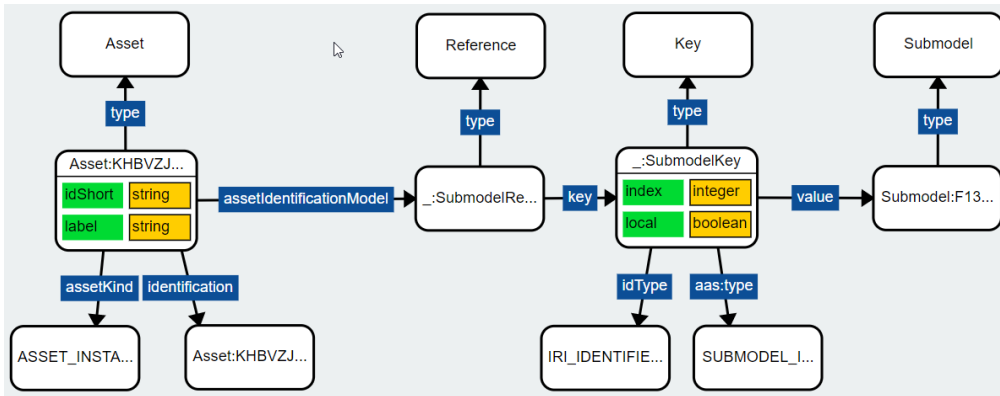 Asset
Reference
Key
Submodel
type
type
type
type
Asset:KHBVZJ...
idShort string
label string
assetIdentificationModel
_:SubmodelRe...
key
_:SubmodelKey
index integer
local boolean
value
Submodel:F13...
assetKind
identification
idType
aas:type
ASSET_INSTA...
Asset:KHBVZJ...
IRI_IDENTIFIE...
SUBMODEL_I...